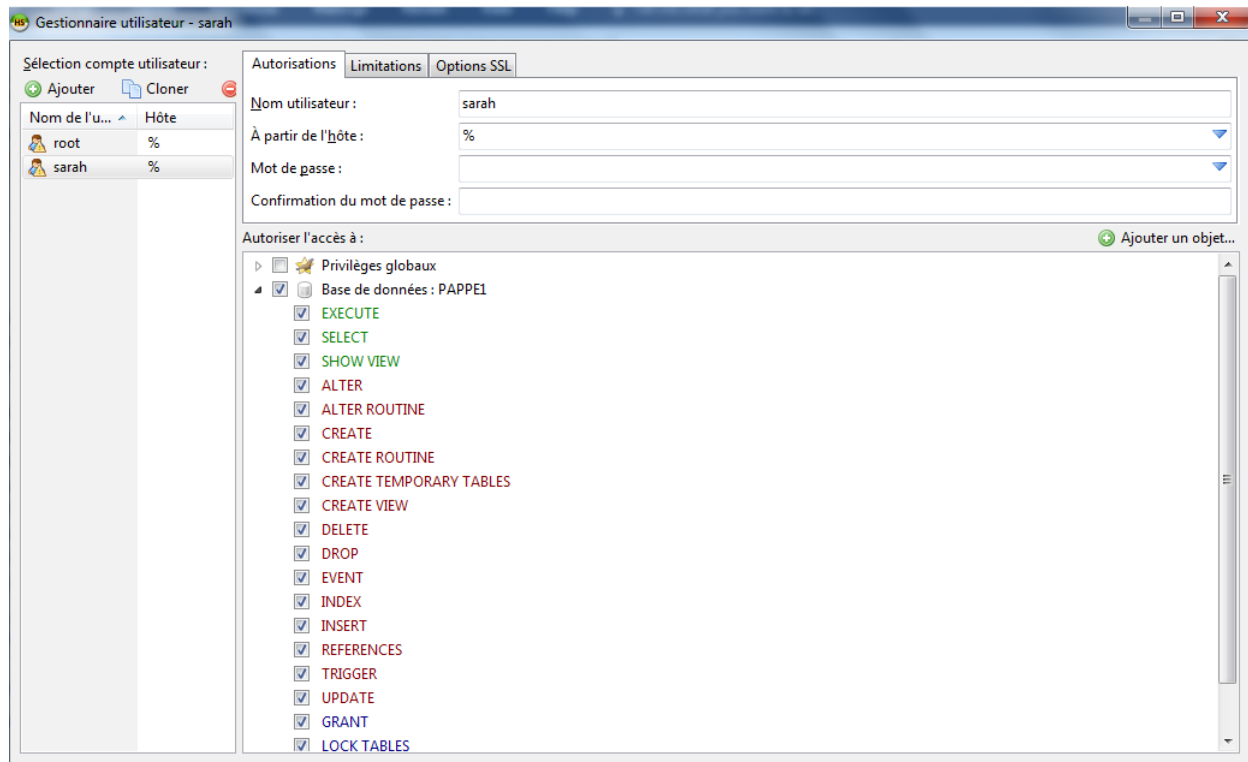 HS Gestionnaire utilisateur - sarah
Sélection compte utilisateur :
Ajouter Cloner
Nom de l'u... Hôte
root %
sarah %
Autorisations Limitations Options SSL
Nom utilisateur : sarah
À partir de l'hôte : %
Mot de passe :
Confirmation du mot de passe :
Autoriser l'accès à : Ajouter un objet...
Privilèges globaux
Base de données : PAPPE1
EXECUTE
SELECT
SHOW VIEW
ALTER
ALTER ROUTINE
CREATE
CREATE ROUTINE
CREATE TEMPORARY TABLES
CREATE VIEW
DELETE
DROP
EVENT
INDEX
INSERT
REFERENCES
TRIGGER
UPDATE
GRANT
LOCK TABLES